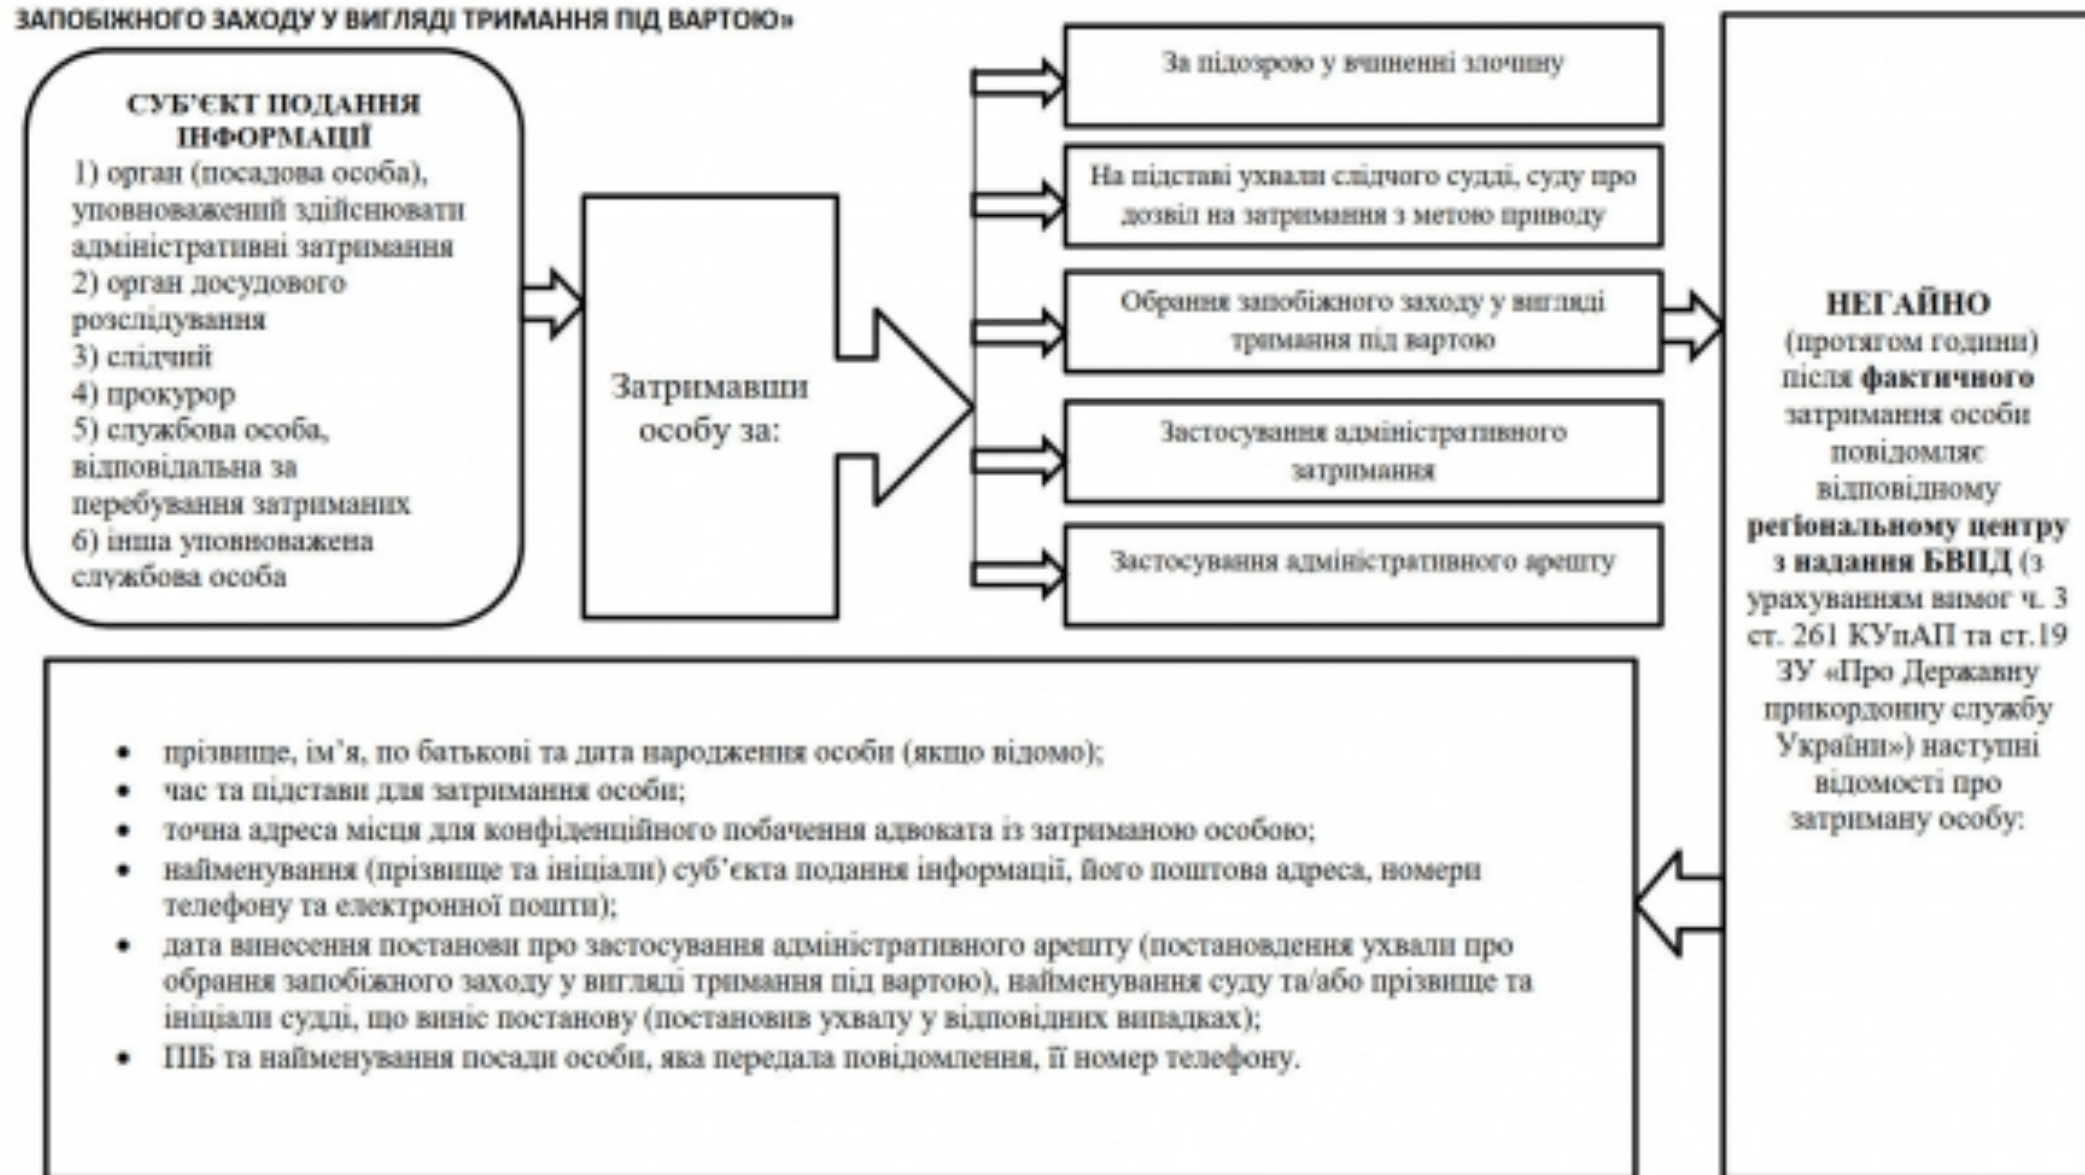 ЗАПОБІЖНОГО ЗАХОДУ У ВИГЛЯДІ ТРИМАННЯ ПІД ВАРТОЮ»
СУБ’ЄКТ ПОДАННЯ
ІНФОРМАЦІЇ
1) орган (посадова особа),
уповноважений здійснювати
адміністративні затримання
2) орган досудового
розслідування
3) слідчий
4) прокурор
5) службова особа,
відповідальна за
перебування затриманих
6) інша уповноважена
службова особа
Затримавши
особу за:
За підозрою у вчиненні злочину
На підставі ухвали слідчого судді, суду про
дозвіл на затримання з метою приводу
Обрання запобіжного заходу у вигляді
тримання під вартою
Застосування адміністративного
затримання
Застосування адміністративного арешту
НЕГАЙНО
(протягом години)
після фактичного
затримання особи
повідомляє
відповідному
регіональному центру
з надання БВПД (з
урахуванням вимог ч. 3
ст. 261 КУпАП та ст.19
ЗУ «Про Державну
прикордонну службу
України») наступні
відомості про
затриману особу:
• прізвище, ім’я, по батькові та дата народження особи (якщо відомо);
• час та підстави для затримання особи;
• точна адреса місця для конфіденційного побачення адвоката із затриманою особою;
• найменування (прізвище та ініціали) суб’єкта подання інформації, його поштова адреса, номери
телефону та електронної пошти);
• дата винесення постанови про застосування адміністративного арешту (постановдення ухвали про
обрання запобіжного заходу у вигляді тримання під вартою), найменування суду та/або прізвище та
ініціали судді, що виніс постанову (постановив ухвалу у відповідних випадках);
• ПІБ та найменування посади особи, яка передала повідомлення, її номер телефону.